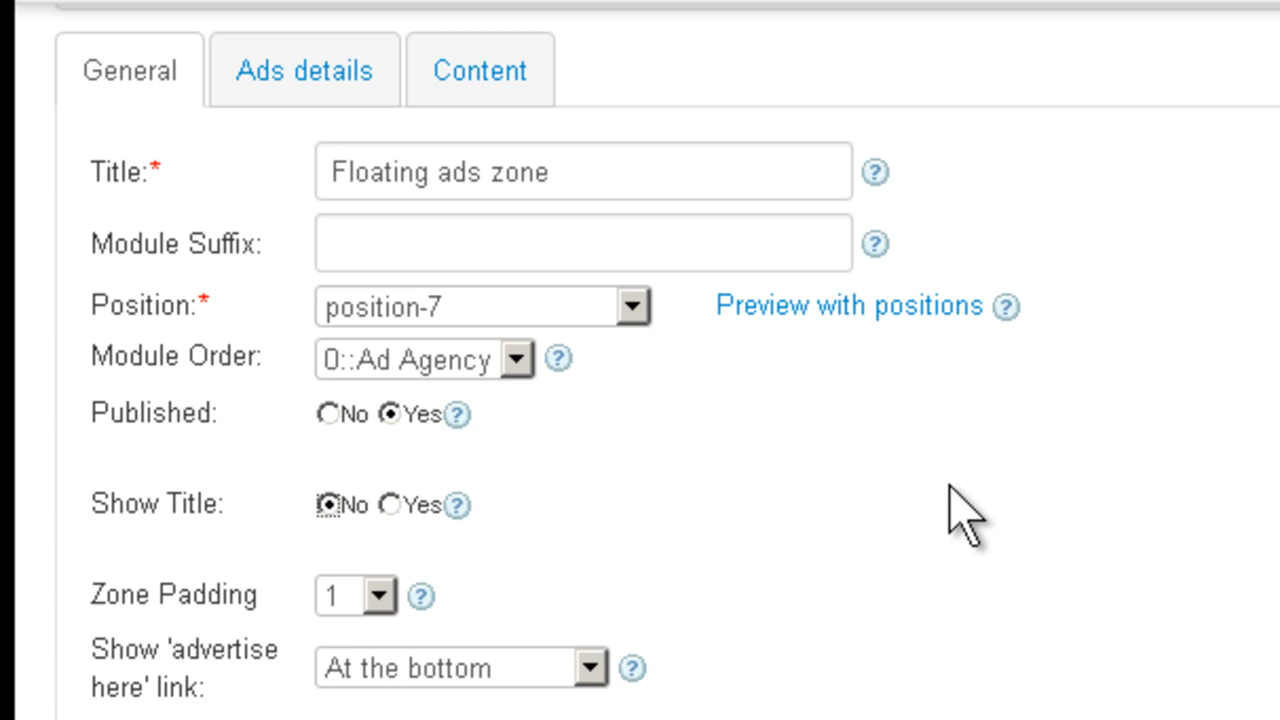 General Ads details Content
Title:* Floating ads zone
Module Suffix:
Position:* position-7 Preview with positions
Module Order: 0::Ad Agency
Published: No Yes
Show Title: No Yes
Zone Padding 1
Show 'advertise
here' link: At the bottom